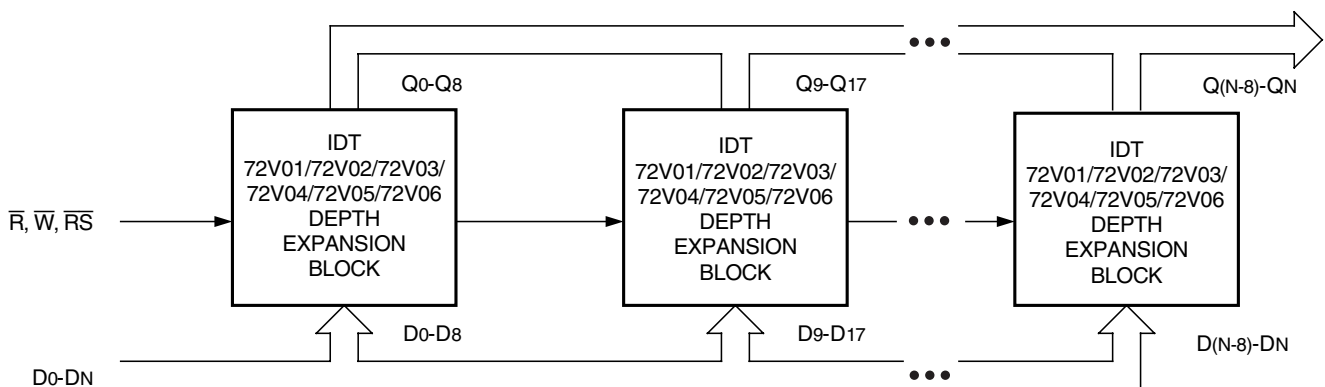 Q0-Q8
Q9-Q17
Q(N-8)-QN
IDT
72V01/72V02/72V03/
72V04/72V05/72V06
DEPTH
EXPANSION
BLOCK
IDT
72V01/72V02/72V03/
72V04/72V05/72V06
DEPTH
EXPANSION
BLOCK
IDT
72V01/72V02/72V03/
72V04/72V05/72V06
DEPTH
EXPANSION
BLOCK
R̅, W̅, R̅S̅
D0-D8
D9-D17
D(N-8)-DN
D0-DN